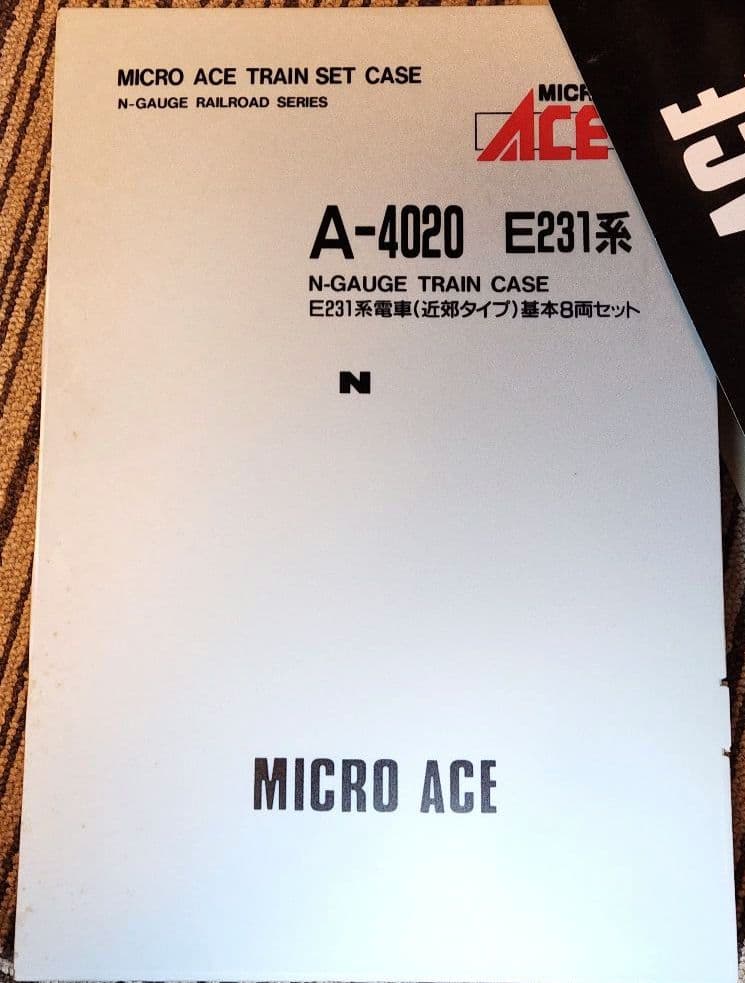 MICRO ACE TRAIN SET CASE
N-GAUGE RAILROAD SERIES
ACE
A-4020 E231系
N-GAUGE TRAIN CASE
E231系電車(近郊タイプ)基本8両セット
N
MICRO ACE